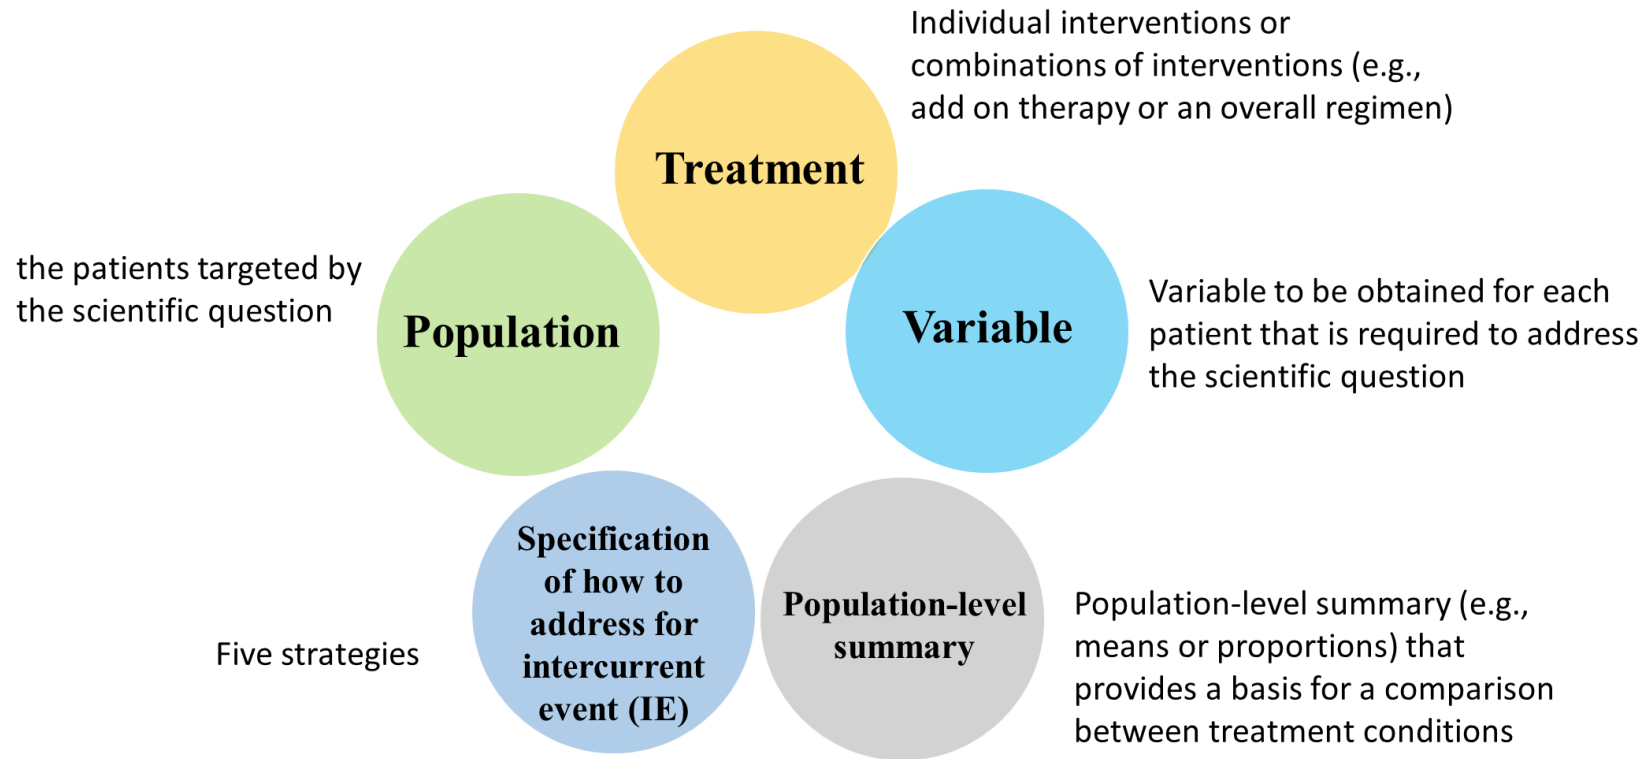 Individual interventions or
combinations of interventions (e.g.,
add on therapy or an overall regimen)
Treatment
the patients targeted by
the scientific question
Population
Variable
Variable to be obtained for each
patient that is required to address
the scientific question
Five strategies
Specification
of how to
address for
intercurrent
event (IE)
Population-level
summary
Population-level summary (e.g.,
means or proportions) that
provides a basis for a comparison
between treatment conditions